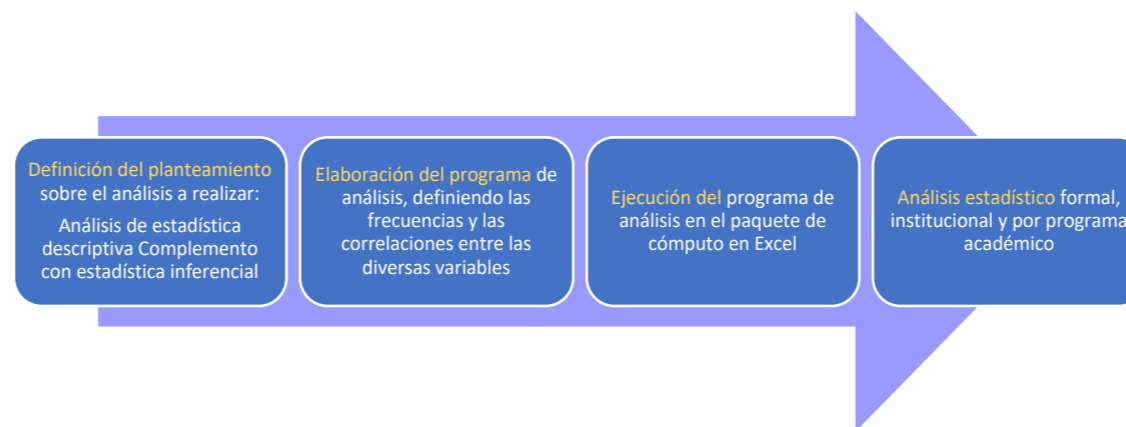 Definición del planteamiento
sobre el análisis a realizar:
Análisis de estadística
descriptiva Complemento
con estadística inferencial
Elaboración del programa de
análisis, definiendo las
frecuencias y las
correlaciones entre las
diversas variables
Ejecución del programa de
análisis en el paquete de
cómputo en Excel
Análisis estadístico formal,
institucional y por programa
académico